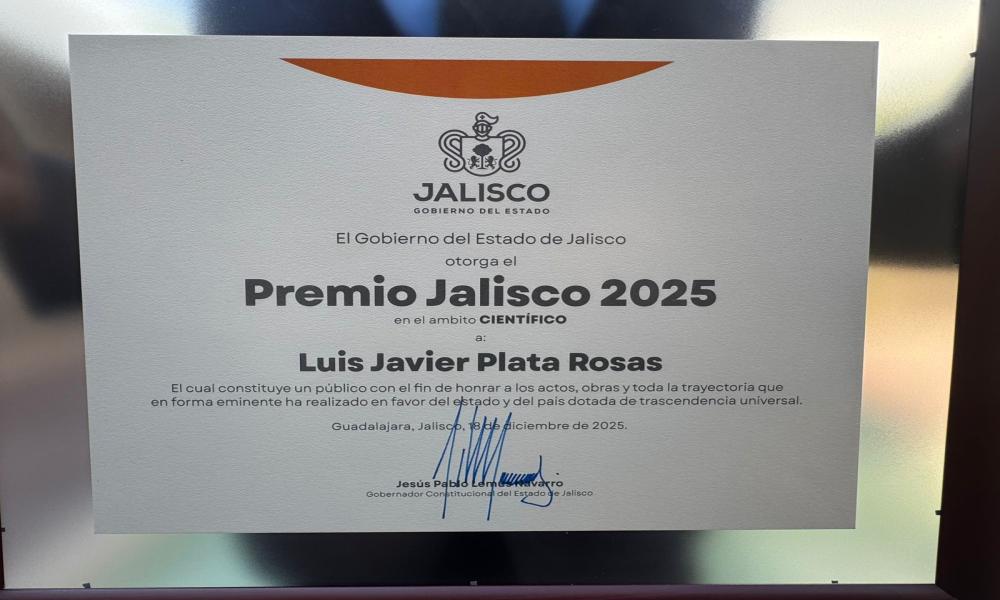 JALISCO
GOBIERNO DEL ESTADO
El Gobierno del Estado de Jalisco
otorga el
Premio Jalisco 2025
en el ambito CIENTÍFICO
a:
Luis Javier Plata Rosas
El cual constituye un público con el fin de honrar a los actos, obras y toda la trayectoria que
en forma eminente ha realizado en favor del estado y del país dotada de trascendencia universal.
Guadalajara, Jalisco, 18 de diciembre de 2025.
Jesús Pablo Lemus Navarro
Gobernador Constitucional del Estado de Jalisco